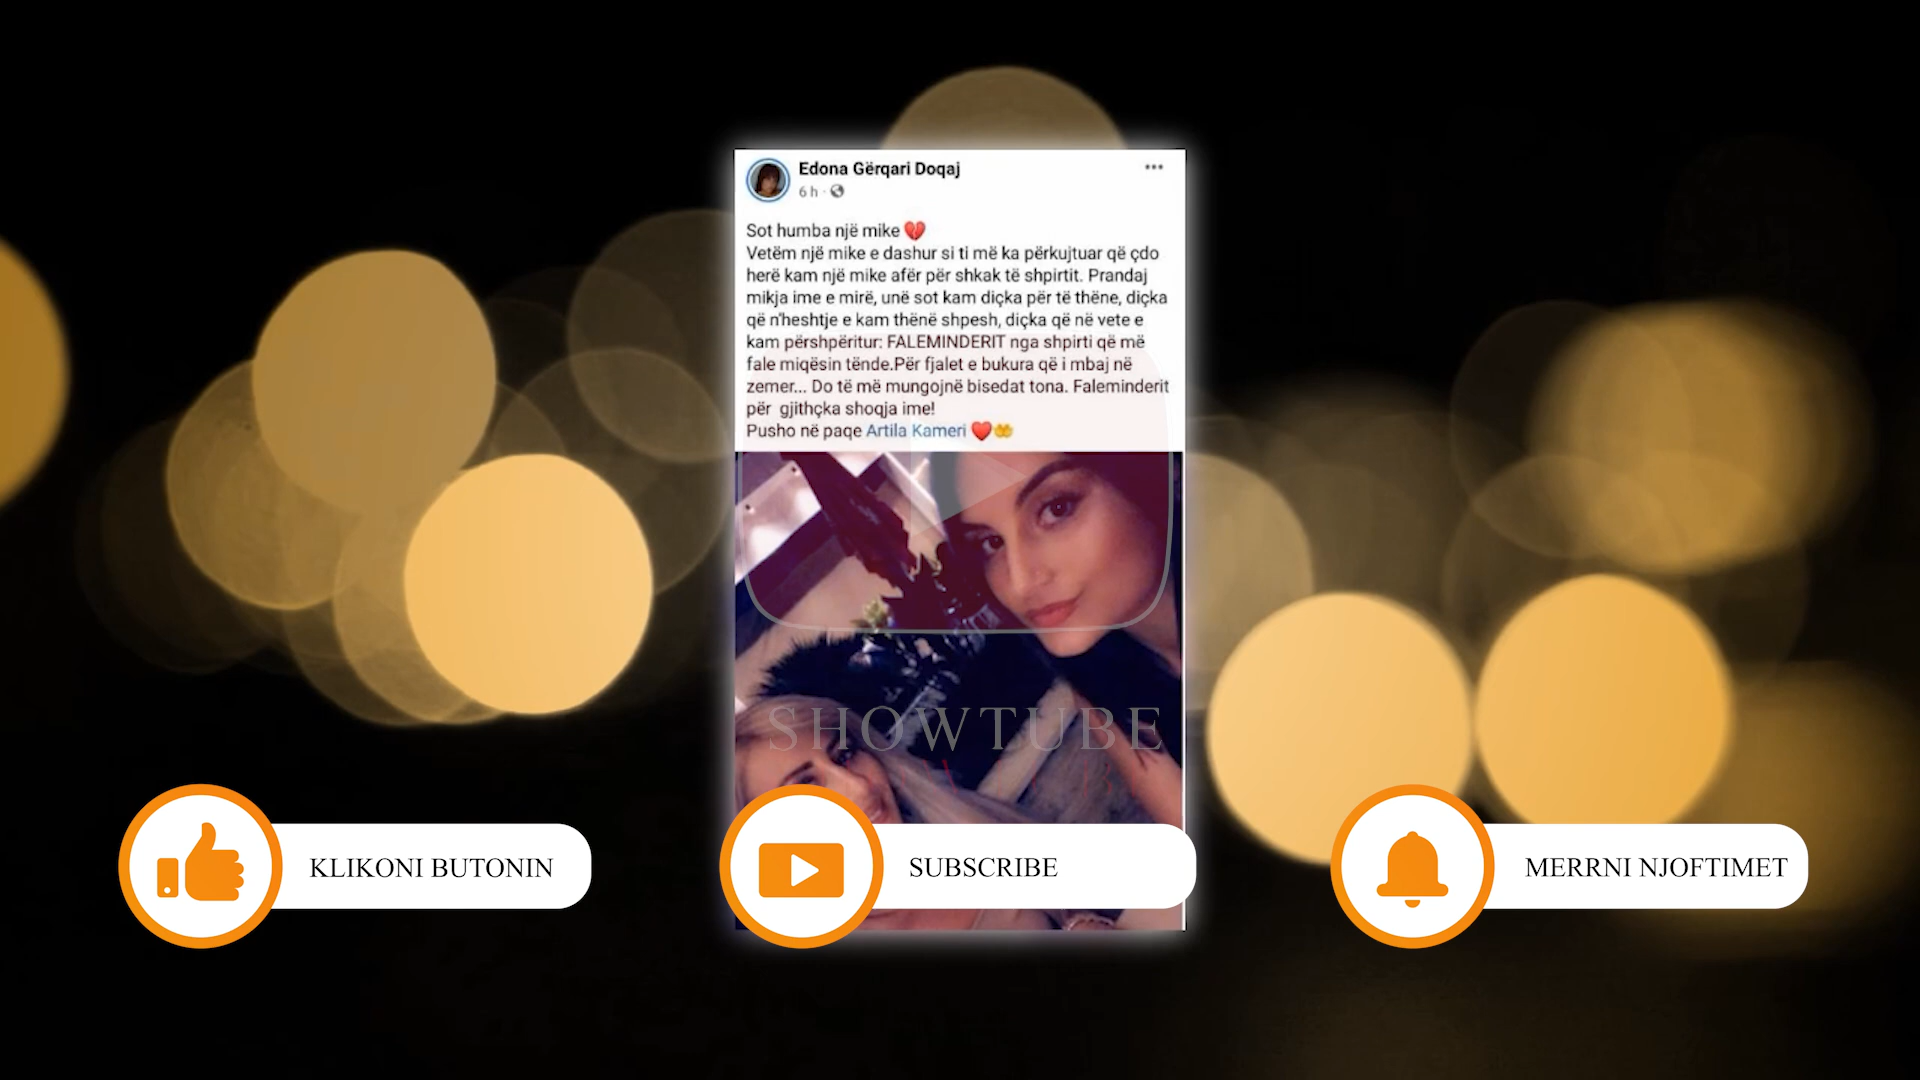 Edona Gërqari Doqaj
6 h ·
Sot humba një mike 💔
Vetëm një mike e dashur si ti më ka përkujtuar që çdo
herë kam një mike afër për shkak të shpirtit. Prandaj
mikja ime e mirë, unë sot kam diçka për të thëne, diçka
që n'heshtje e kam thënë shpesh, diçka që në vete e
kam përshpëritur: FALEMINDERIT nga shpirti që më
fale miqësin tënde.Për fjalet e bukura që i mbaj në
zemer... Do të më mungojnë bisedat tona. Faleminderit
për gjithçka shoqja ime!
Pusho në paqe Artila Kameri ❤️🤲
SHOWTUBE
KLIKONI BUTONIN
SUBSCRIBE
MERRNI NJOFTIMET